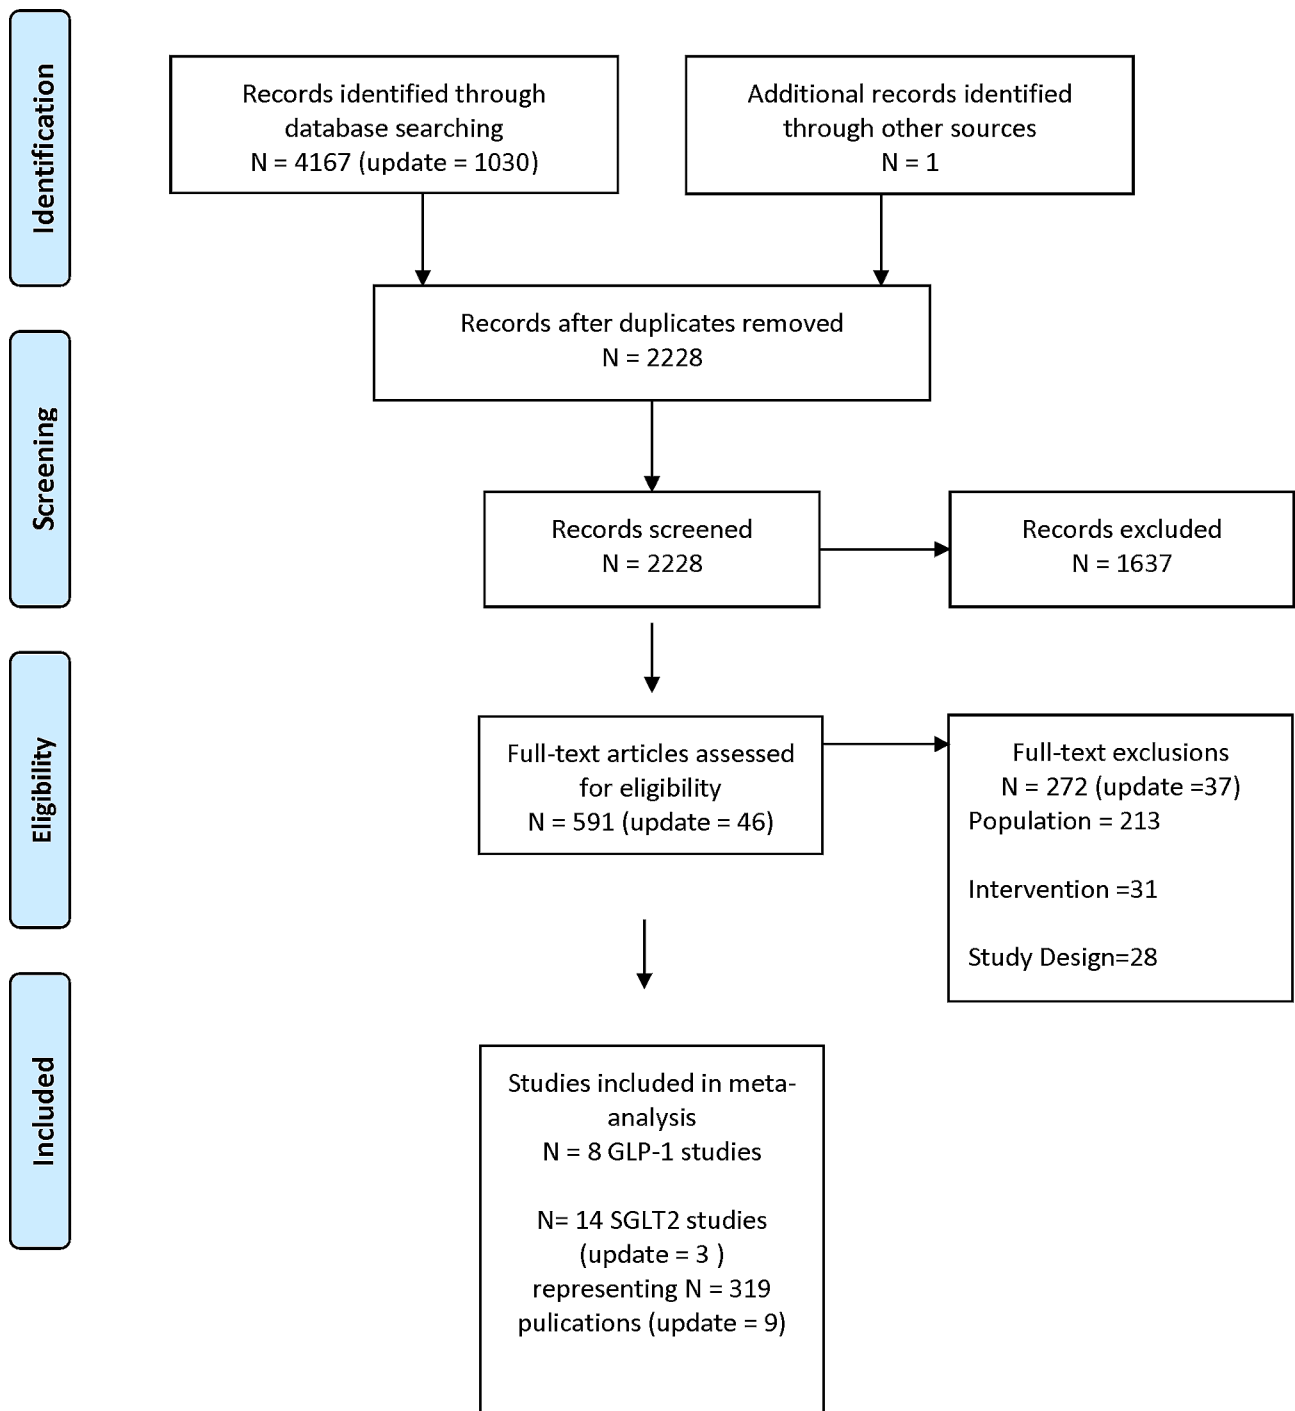 Identification
Records identified through
database searching
N = 4167 (update = 1030)
Additional records identified
through other sources
N = 1
Records after duplicates removed
N = 2228
Screening
Records screened
N = 2228
Records excluded
N = 1637
Eligibility
Full-text articles assessed
for eligibility
N = 591 (update = 46)
Full-text exclusions
N = 272 (update =37)
Population = 213
Intervention =31
Study Design=28
Included
Studies included in meta-
analysis
N = 8 GLP-1 studies
N= 14 SGLT2 studies
(update = 3 )
representing N = 319
pulications (update = 9)